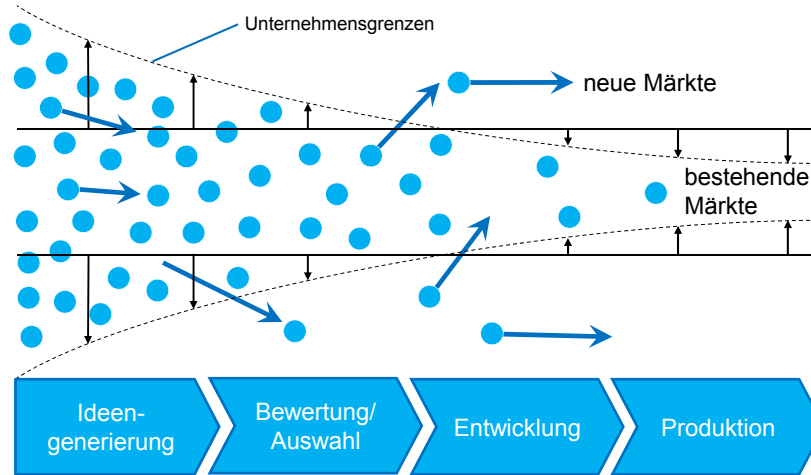 Unternehmensgrenzen
neue Märkte
bestehende
Märkte
Ideen-
generierung
Bewertung/
Auswahl
Entwicklung
Produktion